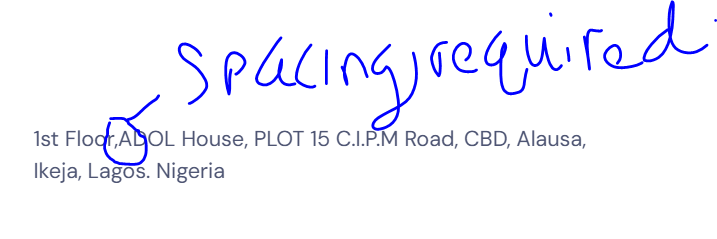 spacing required.
1st Floor,ADOL House, PLOT 15 C.I.P.M Road, CBD, Alausa,
Ikeja, Lagos. Nigeria